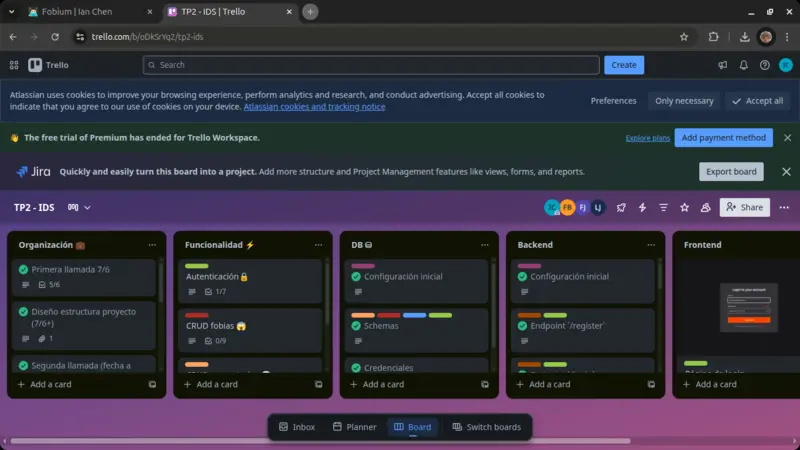 Fobium | Ian Chen
TP2 - IDS | Trello
trello.com/b/oDkSrYq2/tp2-ids
Trello
Search
Create
Atlassian uses cookies to improve your browsing experience, perform analytics and research, and conduct advertising. Accept all cookies to
indicate that you agree to our use of cookies on your device. Atlassian cookies and tracking notice
Preferences
Only necessary
Accept all
The free trial of Premium has ended for Trello Workspace.
Explore plans
Add payment method
Jira
Quickly and easily turn this board into a project. Add more structure and Project Management features like views, forms, and reports.
Export board
TP2 - IDS
FB
FJ
LJ
Share
Organización
Primera llamada 7/6
5/6
Diseño estructura proyecto
(7/6+)
1
Segunda llamada (fecha a
Add a card
Funcionalidad
Autenticación
1/7
CRUD fobias
0/9
Add a card
DB
Configuración inicial
Schemas
Credenciales
Add a card
Backend
Configuración inicial
Endpoint `/register`
Add a card
Frontend
Add a card
Inbox
Planner
Board
Switch boards